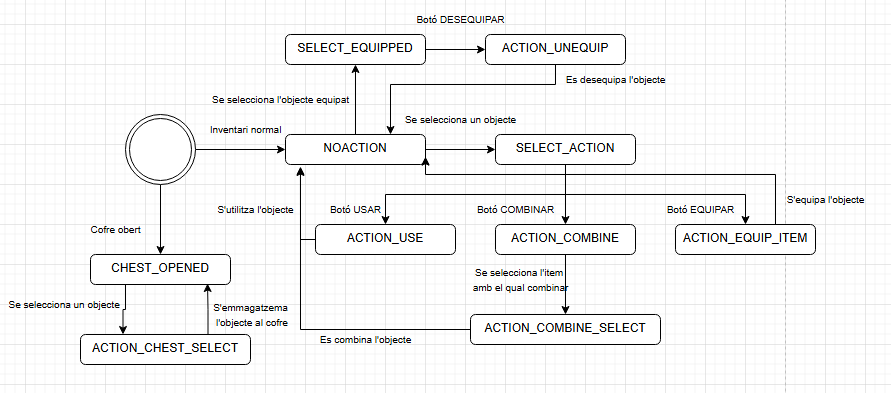 Botó DESEQUIPAR
SELECT_EQUIPPED
ACTION_UNEQUIP
Es desequipa l'objecte
Se selecciona l'objecte equipat
Se selecciona un objecte
Inventari normal
NOACTION
SELECT_ACTION
S'equipa l'objecte
S'utilitza l'objecte
Botó USAR
Botó COMBINAR
Botó EQUIPAR
Cofre obert
ACTION_USE
ACTION_COMBINE
ACTION_EQUIP_ITEM
CHEST_OPENED
Se selecciona l'item
amb el qual combinar
Se selecciona un objecte
S'emmagatzema
l'objecte al cofre
ACTION_COMBINE_SELECT
Es combina l'objecte
ACTION_CHEST_SELECT